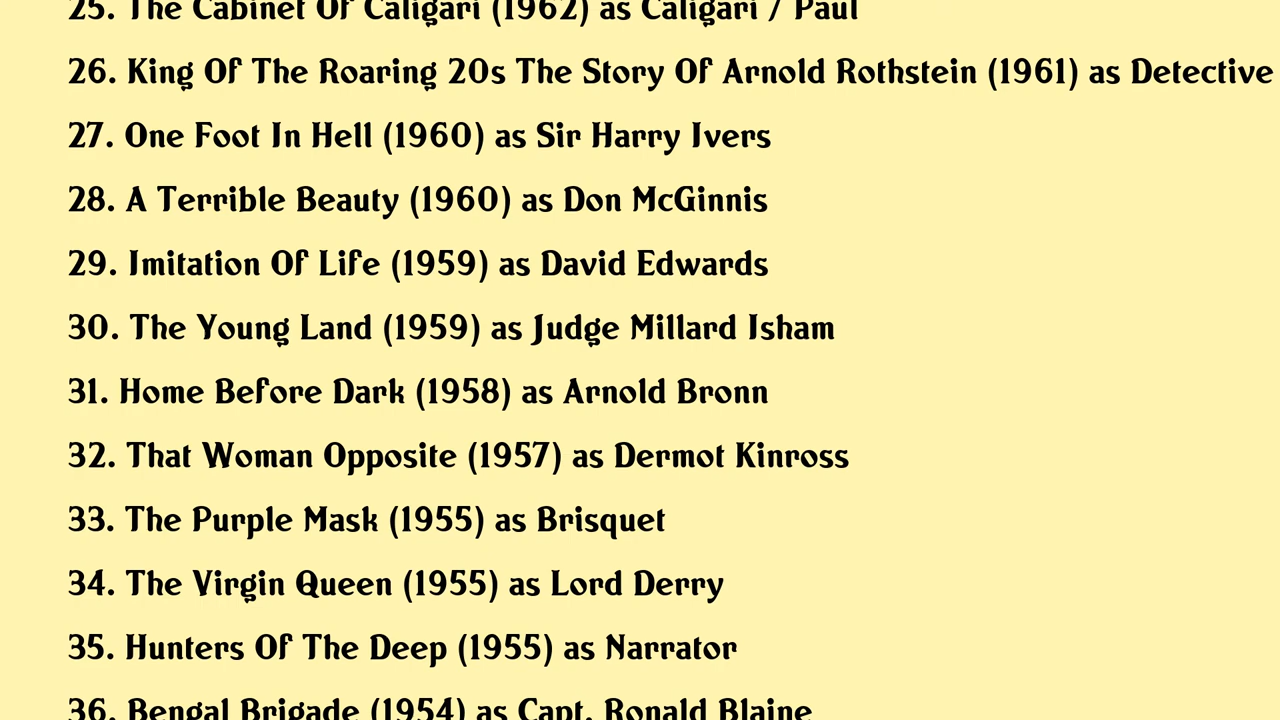 25. The Cabinet Of Caligari (1962) as Caligari / Paul
26. King Of The Roaring 20s The Story Of Arnold Rothstein (1961) as Detective
27. One Foot In Hell (1960) as Sir Harry Ivers
28. A Terrible Beauty (1960) as Don McGinnis
29. Imitation Of Life (1959) as David Edwards
30. The Young Land (1959) as Judge Millard Isham
31. Home Before Dark (1958) as Arnold Bronn
32. That Woman Opposite (1957) as Dermot Kinross
33. The Purple Mask (1955) as Brisquet
34. The Virgin Queen (1955) as Lord Derry
35. Hunters Of The Deep (1955) as Narrator
36. Bengal Brigade (1954) as Capt. Ronald Blaine